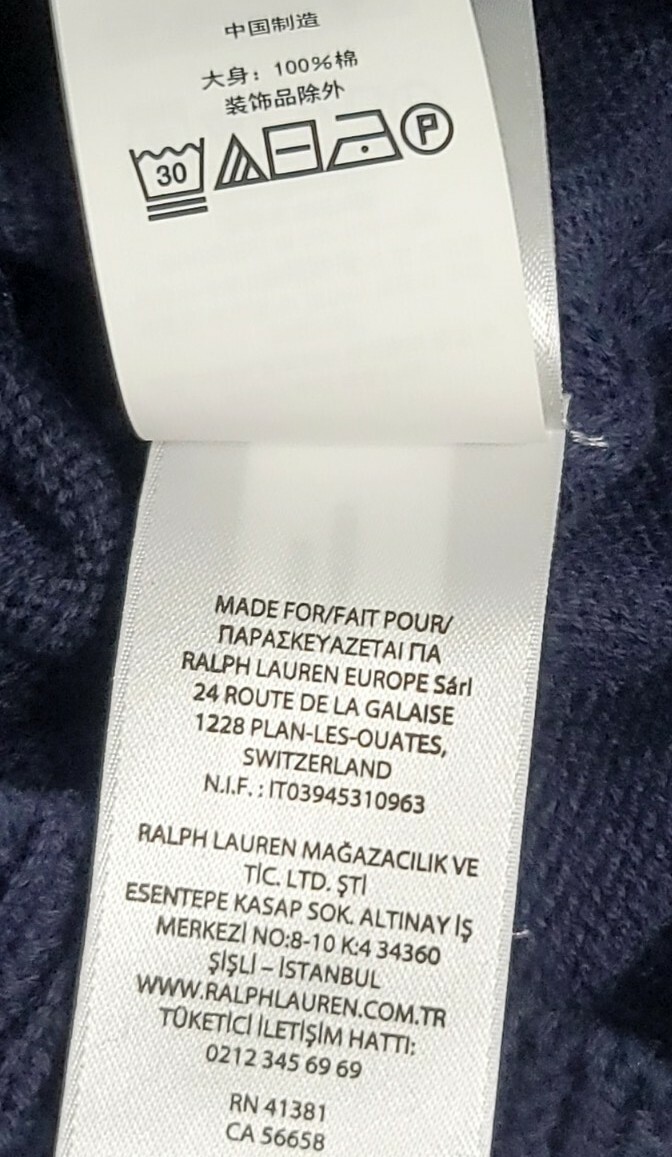 中国制造
大身：100%棉
装饰品除外
30 P
MADE FOR/FAIT POUR/
ΠΑΡΑΣΚΕΥΑΖΕΤΑΙ ΠΑ
RALPH LAUREN EUROPE Sárl
24 ROUTE DE LA GALAISE
1228 PLAN-LES-OUATES,
SWITZERLAND
N.I.F. : IT03945310963
RALPH LAUREN MAĞAZACILIK VE
TİC. LTD. ŞTİ
ESENTEPE KASAP SOK. ALTINAY İŞ
MERKEZİ NO:8-10 K:4 34360
ŞİŞLİ – İSTANBUL
WWW.RALPHLAUREN.COM.TR
TÜKETİCİ İLETİŞİM HATTI:
0212 345 69 69
RN 41381
CA 56658